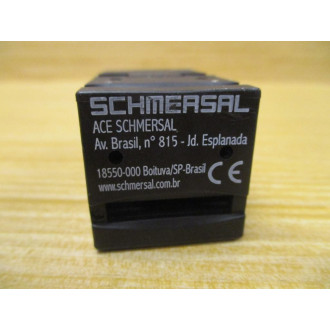 SCHMERSAL
ACE SCHMERSAL
Av. Brasil, n° 815 - Jd. Esplanada
18550-000 Boituva/SP-Brasil
www.schmersal.com.br
CE